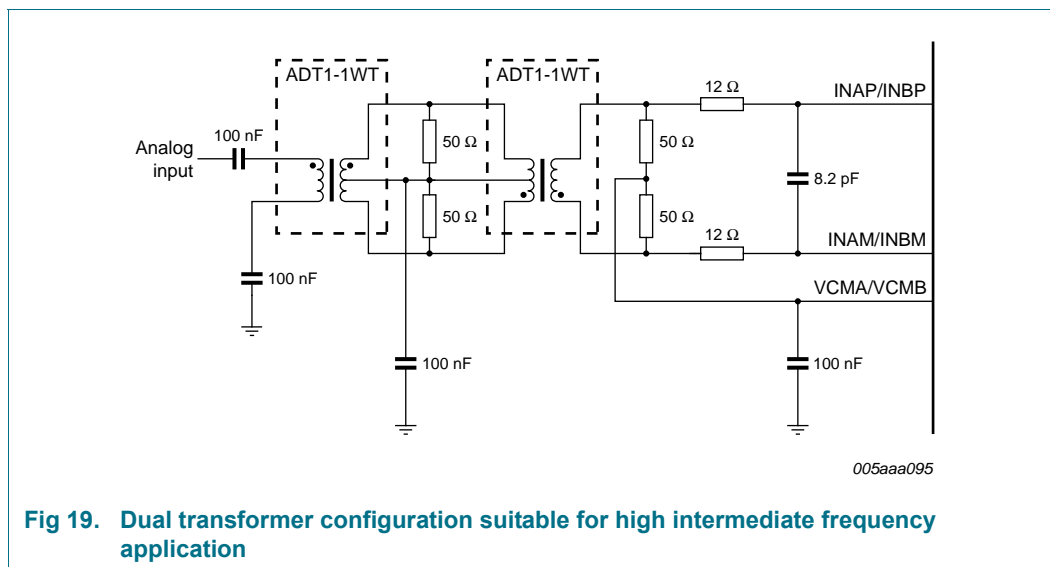 ADT1-1WT
ADT1-1WT
12 Ω
INAP/INBP
100 nF
Analog
input
50 Ω
50 Ω
8.2 pF
50 Ω
50 Ω
12 Ω
INAM/INBM
100 nF
VCMA/VCMB
100 nF
100 nF
005aaa095
Fig 19. Dual transformer configuration suitable for high intermediate frequency
application